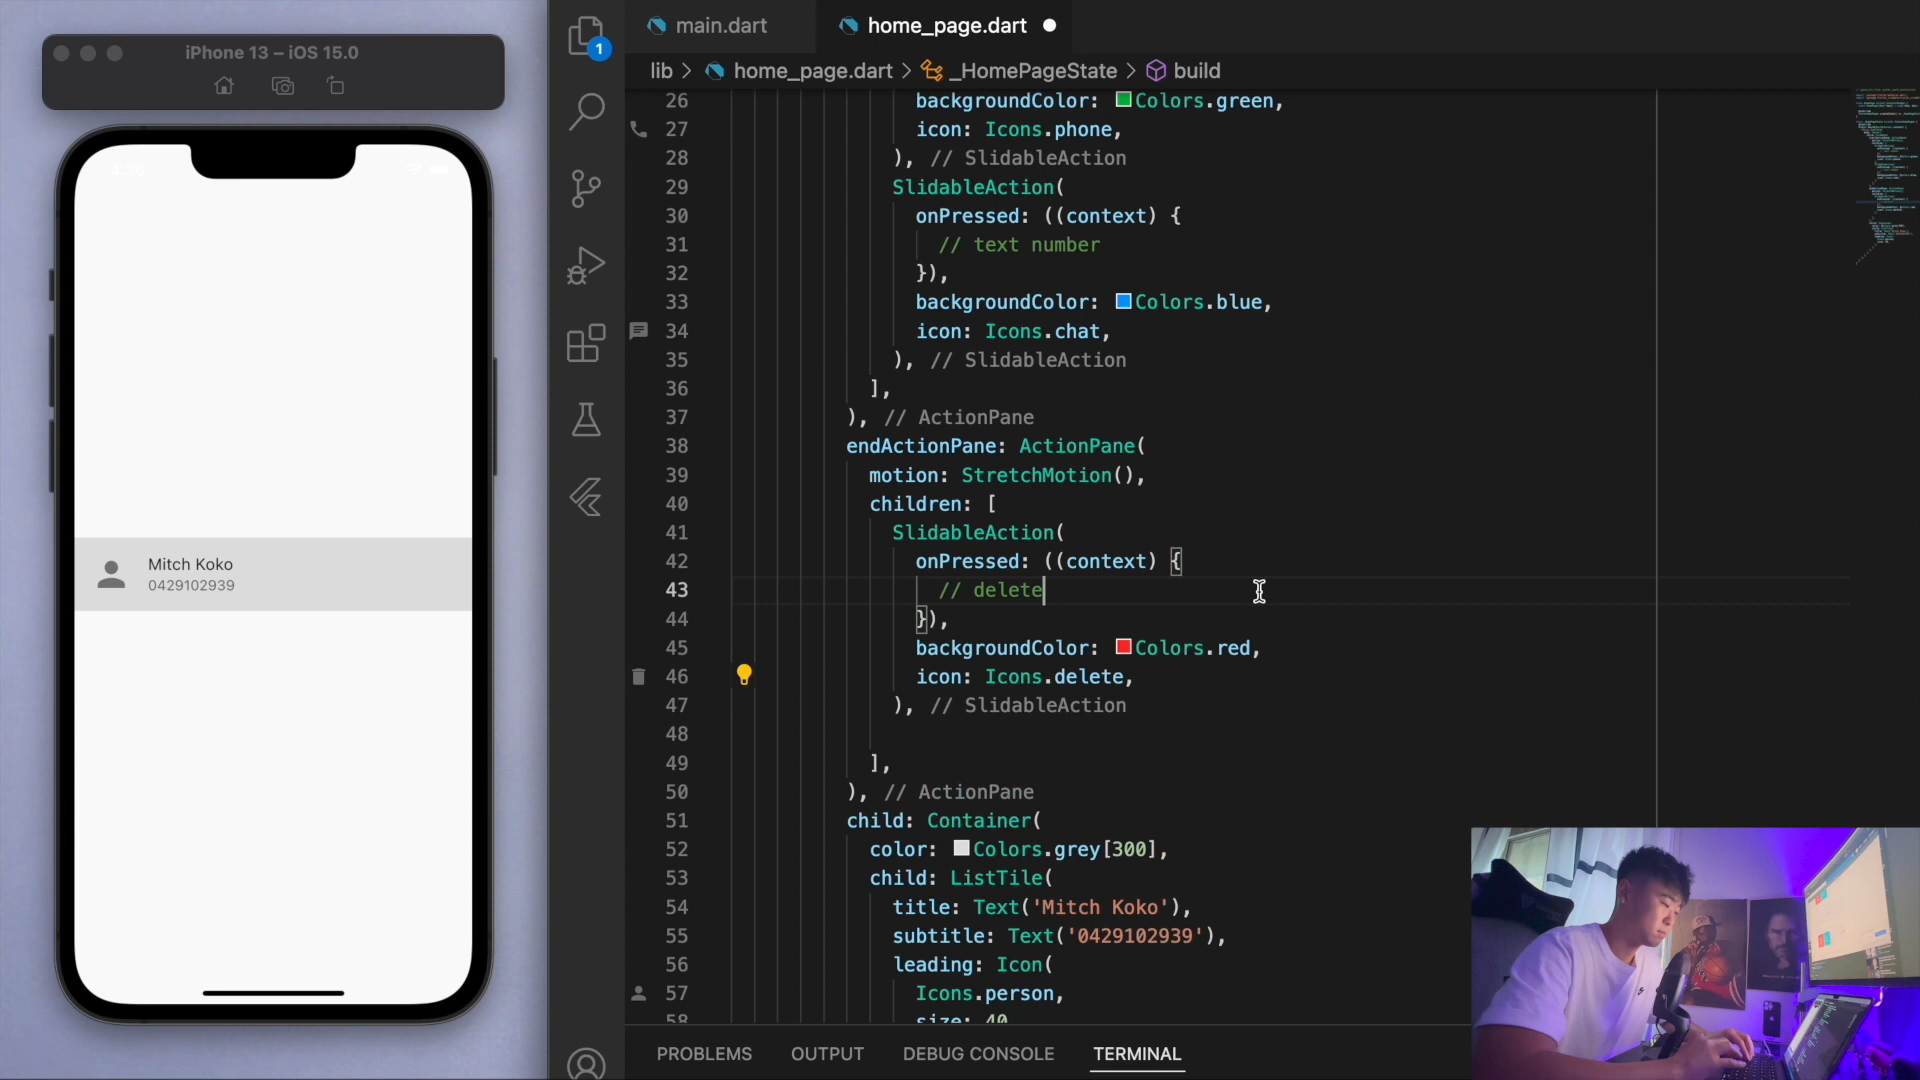 iPhone 13 – iOS 15.0
Mitch Koko
0429102939
1
main.dart
home_page.dart
lib > home_page.dart > _HomePageState > build
26 backgroundColor: Colors.green,
27 icon: Icons.phone,
28 ), // SlidableAction
29 SlidableAction(
30 onPressed: ((context) {
31 // text number
32 }),
33 backgroundColor: Colors.blue,
34 icon: Icons.chat,
35 ), // SlidableAction
36 ],
37 ), // ActionPane
38 endActionPane: ActionPane(
39 motion: StretchMotion(),
40 children: [
41 SlidableAction(
42 onPressed: ((context) {
43 // delete
44 }),
45 backgroundColor: Colors.red,
46 icon: Icons.delete,
47 ), // SlidableAction
48
49 ],
50 ), // ActionPane
51 child: Container(
52 color: Colors.grey[300],
53 child: ListTile(
54 title: Text('Mitch Koko'),
55 subtitle: Text('0429102939'),
56 leading: Icon(
57 Icons.person,
58 size: 40
PROBLEMS OUTPUT DEBUG CONSOLE TERMINAL